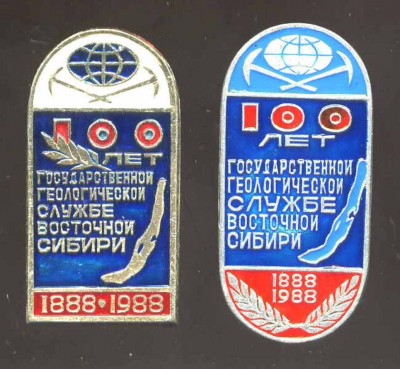 100
ЛЕТ
ГОСУДАРСТВЕННОЙ
ГЕОЛОГИЧЕСКОЙ
СЛУЖБЕ
ВОСТОЧНОЙ
СИБИРИ
1888·1988
100
ЛЕТ
ГОСУДАРСТВЕННОЙ
ГЕОЛОГИЧЕСКОЙ
СЛУЖБЕ
ВОСТОЧНОЙ
СИБИРИ
1888
1988